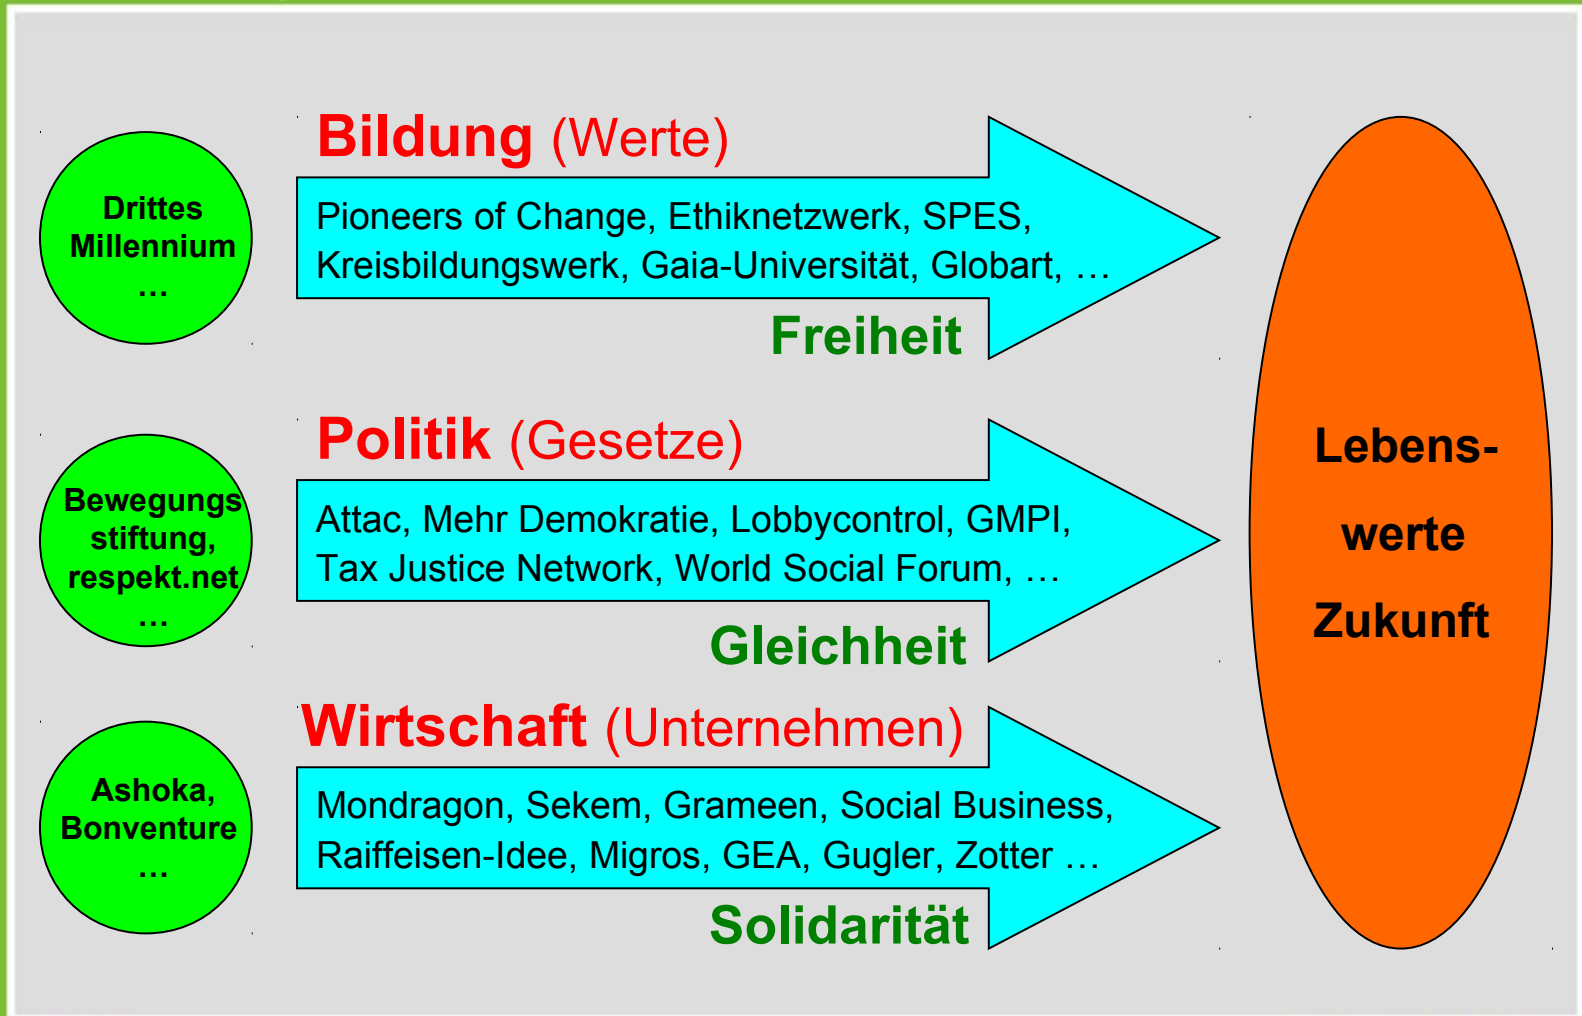 Drittes
Millennium
…
Bildung (Werte)
Pioneers of Change, Ethiknetzwerk, SPES,
Kreisbildungswerk, Gaia-Universität, Globart, …
Freiheit
Bewegungs
stiftung,
respekt.net
…
Politik (Gesetze)
Attac, Mehr Demokratie, Lobbycontrol, GMPI,
Tax Justice Network, World Social Forum, …
Gleichheit
Ashoka,
Bonventure
…
Wirtschaft (Unternehmen)
Mondragon, Sekem, Grameen, Social Business,
Raiffeisen-Idee, Migros, GEA, Gugler, Zotter …
Solidarität
Lebens-
werte
Zukunft